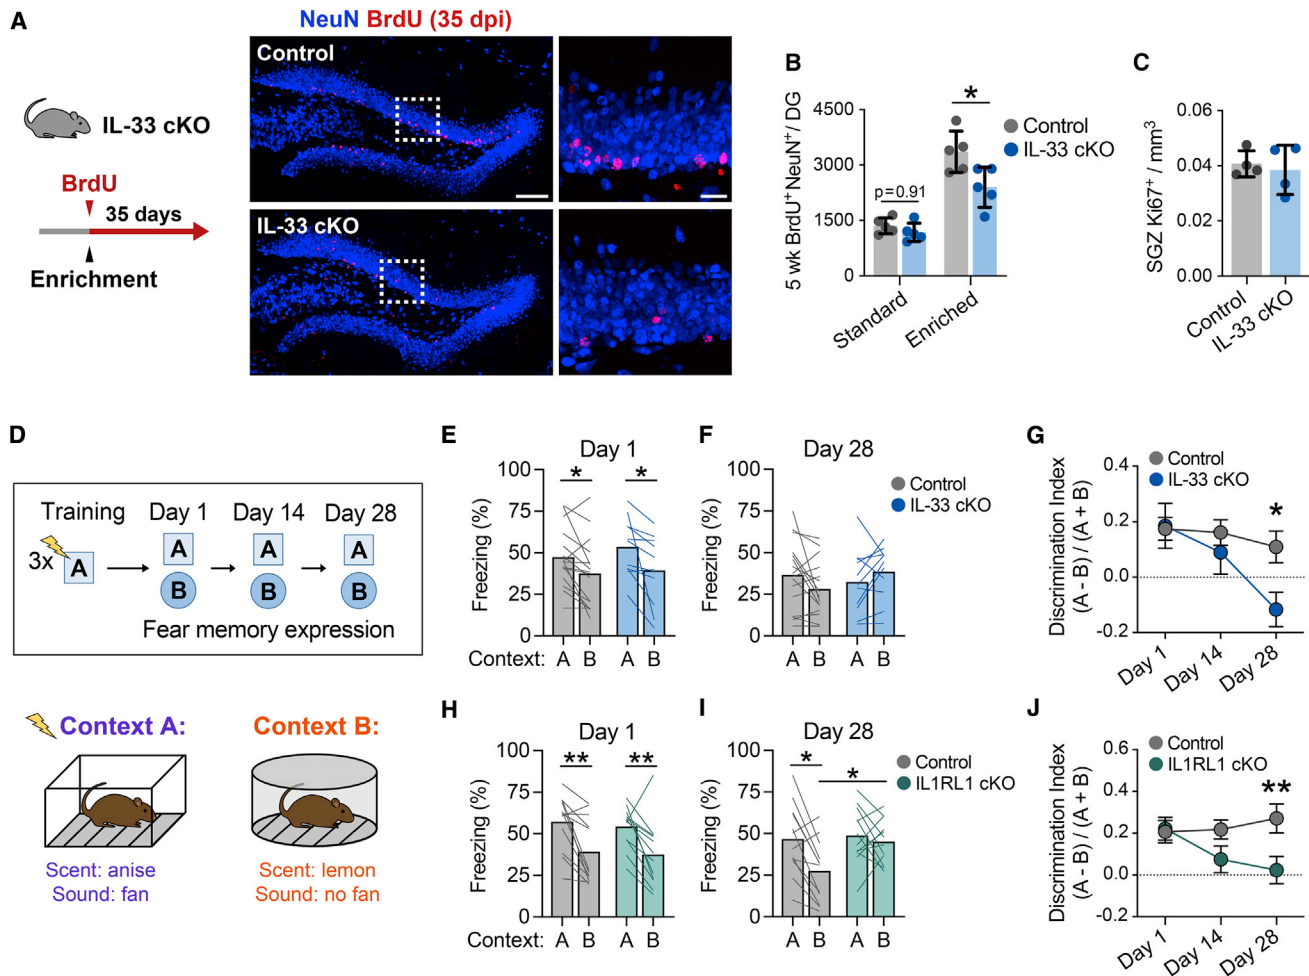 A
NeuN BrdU (35 dpi)
Control
IL-33 cKO
BrdU
35 days
Enrichment
IL-33 cKO
B
5 wk BrdU+ NeuN+/ DG
4500
3000
1500
0
*
p=0.91
Control
IL-33 cKO
Standard
Enriched
C
SGZ Ki67+ / mm3
0.06
0.04
0.02
0.00
Control
IL-33 cKO
D
Training Day 1 Day 14 Day 28
3x A A A A
B B B
Fear memory expression
Context A:
Scent: anise
Sound: fan
Context B:
Scent: lemon
Sound: no fan
E
Day 1
Freezing (%)
100
75
50
25
0
* *
Context: A B A B
F
Day 28
Freezing (%)
100
75
50
25
0
Control
IL-33 cKO
A B A B
G
Control
IL-33 cKO
Discrimination Index
(A - B) / (A + B)
0.4
0.2
0.0
-0.2
*
Day 1
Day 14
Day 28
H
Day 1
Freezing (%)
100
75
50
25
0
** **
Context: A B A B
I
Day 28
Freezing (%)
100
75
50
25
0
* *
Control
IL1RL1 cKO
A B A B
J
Control
IL1RL1 cKO
Discrimination Index
(A - B) / (A + B)
0.6
0.4
0.2
0.0
-0.2
**
Day 1
Day 14
Day 28